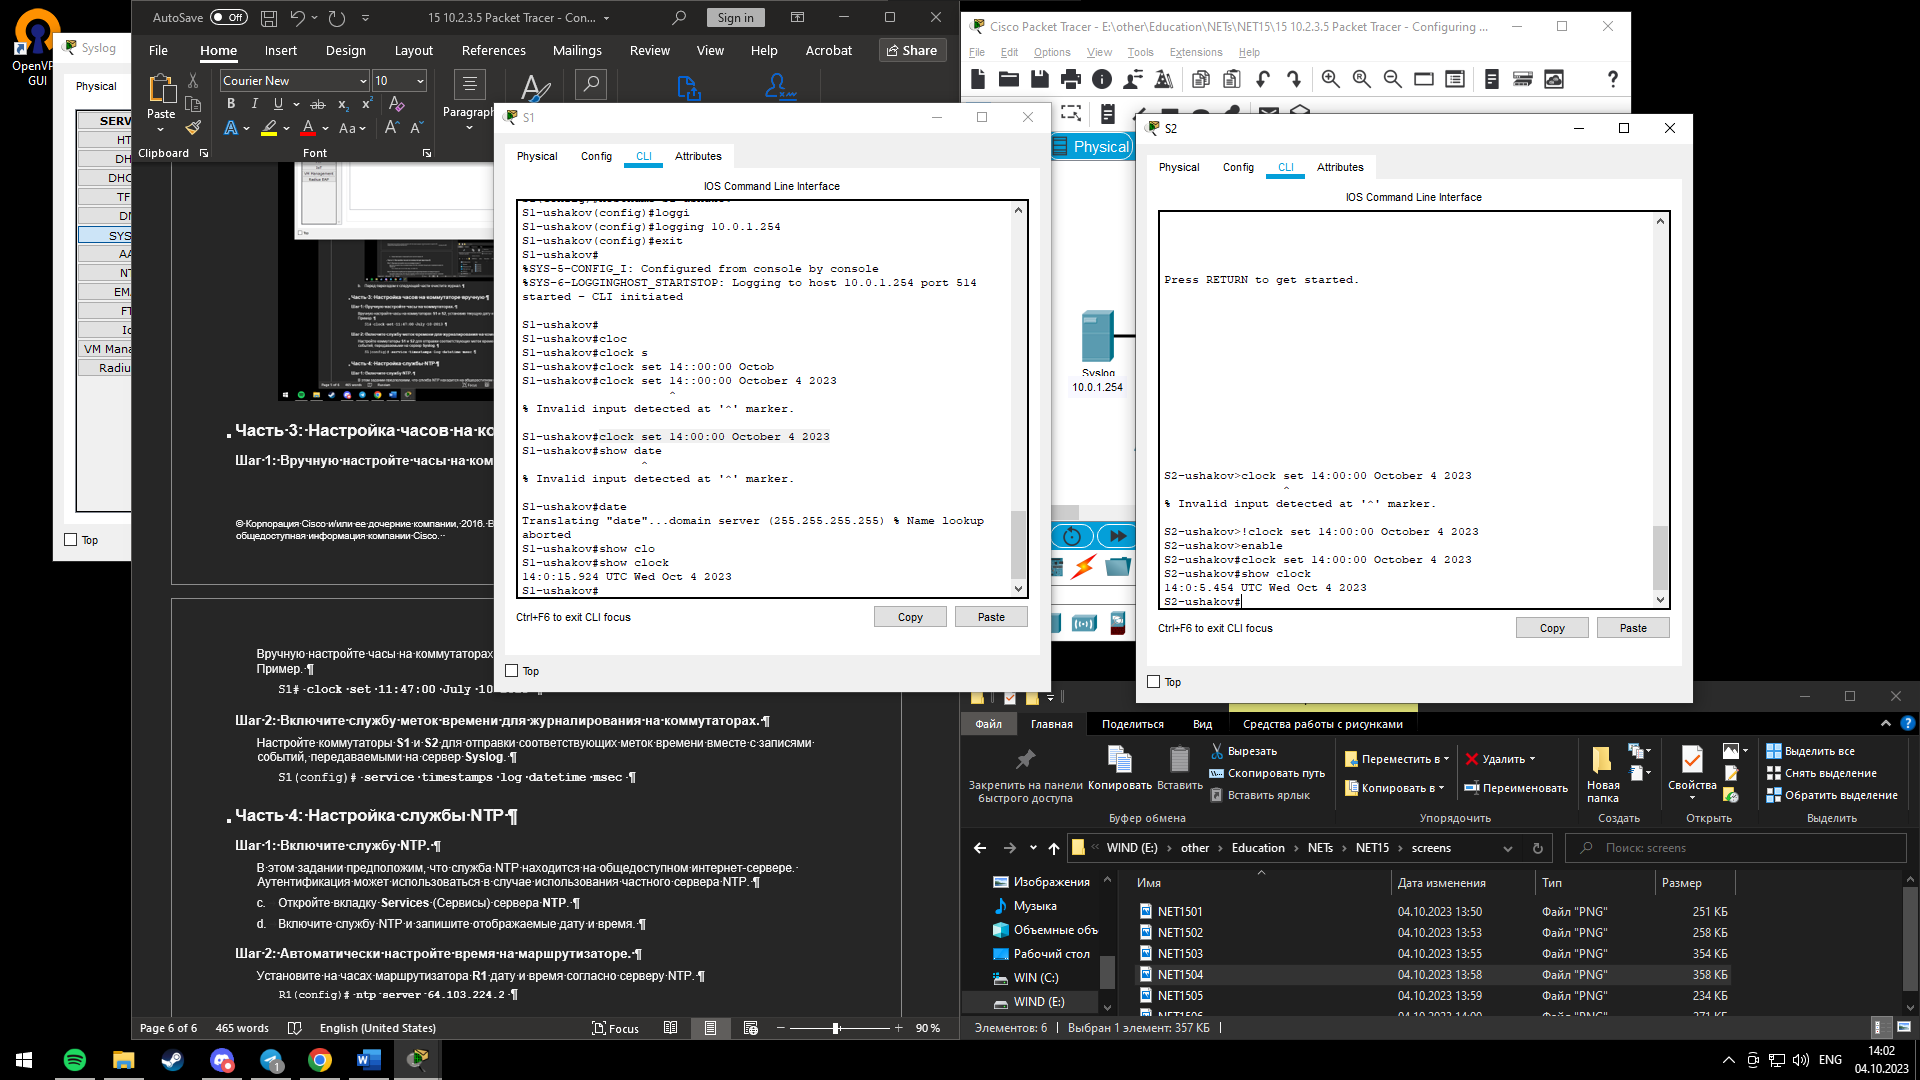 OpenVP
GUI
Syslog
Physical
SERV
HT
DH
DHC
TF
DN
SYS
AA
NT
EMA
FT
Io
VM Mana
Radiu
Top
AutoSave Off
15 10.2.3.5 Packet Tracer - Con...
Sign in
File Home Insert Design Layout References Mailings Review View Help Acrobat Share
Courier New 10
Paste
Clipboard
Font
Paragraph
Часть·3:·Настройка·часов·на·ко
Шаг·1:·Вручную·настройте·часы·на·ком
©·Корпорация·Cisco·и/или·ее·дочерние·компании,·2016.·В
общедоступная·информация·компании·Cisco.··
Вручную·настройте·часы·на·коммутаторах
Пример.·¶
S1#·clock·set·11:47:00·July·10
Шаг·2:·Включите·службу·меток·времени·для·журналирования·на·коммутаторах.·¶
Настройте·коммутаторы·S1·и·S2·для·отправки·соответствующих·меток·времени·вместе·с·записями·
событий,·передаваемыми·на·сервер·Syslog.·¶
S1(config)#·service·timestamps·log·datetime·msec·¶
Часть·4:·Настройка·службы·NTP·¶
Шаг·1:·Включите·службу·NTP.·¶
В·этом·задании·предположим,·что·служба·NTP·находится·на·общедоступном·интернет-сервере.·
Аутентификация·может·использоваться·в·случае·использования·частного·сервера·NTP.·¶
c. Откройте·вкладку·Services·(Сервисы)·сервера·NTP.·¶
d. Включите·службу·NTP·и·запишите·отображаемые·дату·и·время.·¶
Шаг·2:·Автоматически·настройте·время·на·маршрутизаторе.·¶
Установите·на·часах·маршрутизатора·R1·дату·и·время·согласно·серверу·NTP.·¶
R1(config)#·ntp·server·64.103.224.2·¶
Page 6 of 6 465 words English (United States) Focus 90 %
S1
Physical Config CLI Attributes
IOS Command Line Interface
S1-ushakov(config)#loggi
S1-ushakov(config)#logging 10.0.1.254
S1-ushakov(config)#exit
S1-ushakov#
%SYS-5-CONFIG_I: Configured from console by console
%SYS-6-LOGGINGHOST_STARTSTOP: Logging to host 10.0.1.254 port 514
started - CLI initiated
S1-ushakov#
S1-ushakov#cloc
S1-ushakov#clock s
S1-ushakov#clock set 14::00:00 Octob
S1-ushakov#clock set 14::00:00 October 4 2023
^
% Invalid input detected at '^' marker.
S1-ushakov#clock set 14:00:00 October 4 2023
S1-ushakov#show date
^
% Invalid input detected at '^' marker.
S1-ushakov#date
Translating "date"...domain server (255.255.255.255) % Name lookup
aborted
S1-ushakov#show clo
S1-ushakov#show clock
14:0:15.924 UTC Wed Oct 4 2023
S1-ushakov#
Ctrl+F6 to exit CLI focus
Copy
Paste
Top
Cisco Packet Tracer - E:\other\Education\NETs\NET15\15 10.2.3.5 Packet Tracer - Configuring ...
File Edit Options View Tools Extensions Help
?
Physical
Syslog
10.0.1.254
S2
Physical Config CLI Attributes
IOS Command Line Interface
Press RETURN to get started.
S2-ushakov>clock set 14:00:00 October 4 2023
^
% Invalid input detected at '^' marker.
S2-ushakov>!clock set 14:00:00 October 4 2023
S2-ushakov>enable
S2-ushakov#clock set 14:00:00 October 4 2023
S2-ushakov#show clock
14:0:5.454 UTC Wed Oct 4 2023
S2-ushakov#
Ctrl+F6 to exit CLI focus
Copy
Paste
Top
Файл Главная Поделиться Вид Средства работы с рисунками
Закрепить на панели
быстрого доступа
Копировать
Вставить
Вырезать
Скопировать путь
Вставить ярлык
Буфер обмена
Переместить в
Копировать в
Удалить
Переименовать
Упорядочить
Новая
папка
Создать
Свойства
Открыть
Выделить все
Снять выделение
Обратить выделение
Выделить
WIND (E:) › other › Education › NETs › NET15 › screens
Поиск: screens
Изображения
Музыка
Объемные объ
Рабочий стол
WIN (C:)
WIND (E:)
Имя Дата изменения Тип Размер
NET1501 04.10.2023 13:50 Файл "PNG" 251 КБ
NET1502 04.10.2023 13:53 Файл "PNG" 258 КБ
NET1503 04.10.2023 13:55 Файл "PNG" 354 КБ
NET1504 04.10.2023 13:58 Файл "PNG" 358 КБ
NET1505 04.10.2023 13:59 Файл "PNG" 234 КБ
NET1506 04.10.2023 14:00 Файл "PNG" 271 КБ
Элементов: 6 Выбран 1 элемент: 357 КБ
ENG
14:02
04.10.2023